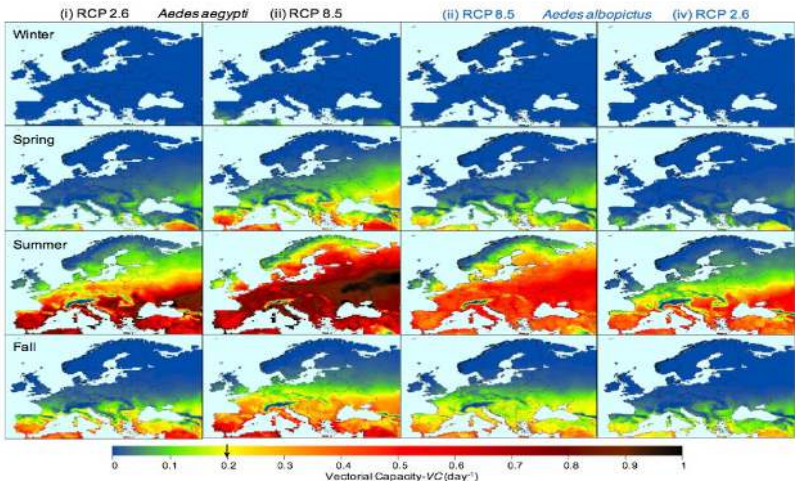 (i) RCP 2.6 Aedes aegypti (ii) RCP 8.5 (ii) RCP 8.5 Aedes albopictus (iv) RCP 2.6
Winter
Spring
Summer
Fall
0 0.1 0.2 0.3 0.4 0.5 0.6 0.7 0.8 0.9 1
Vectorial Capacity-VC (day⁻¹)